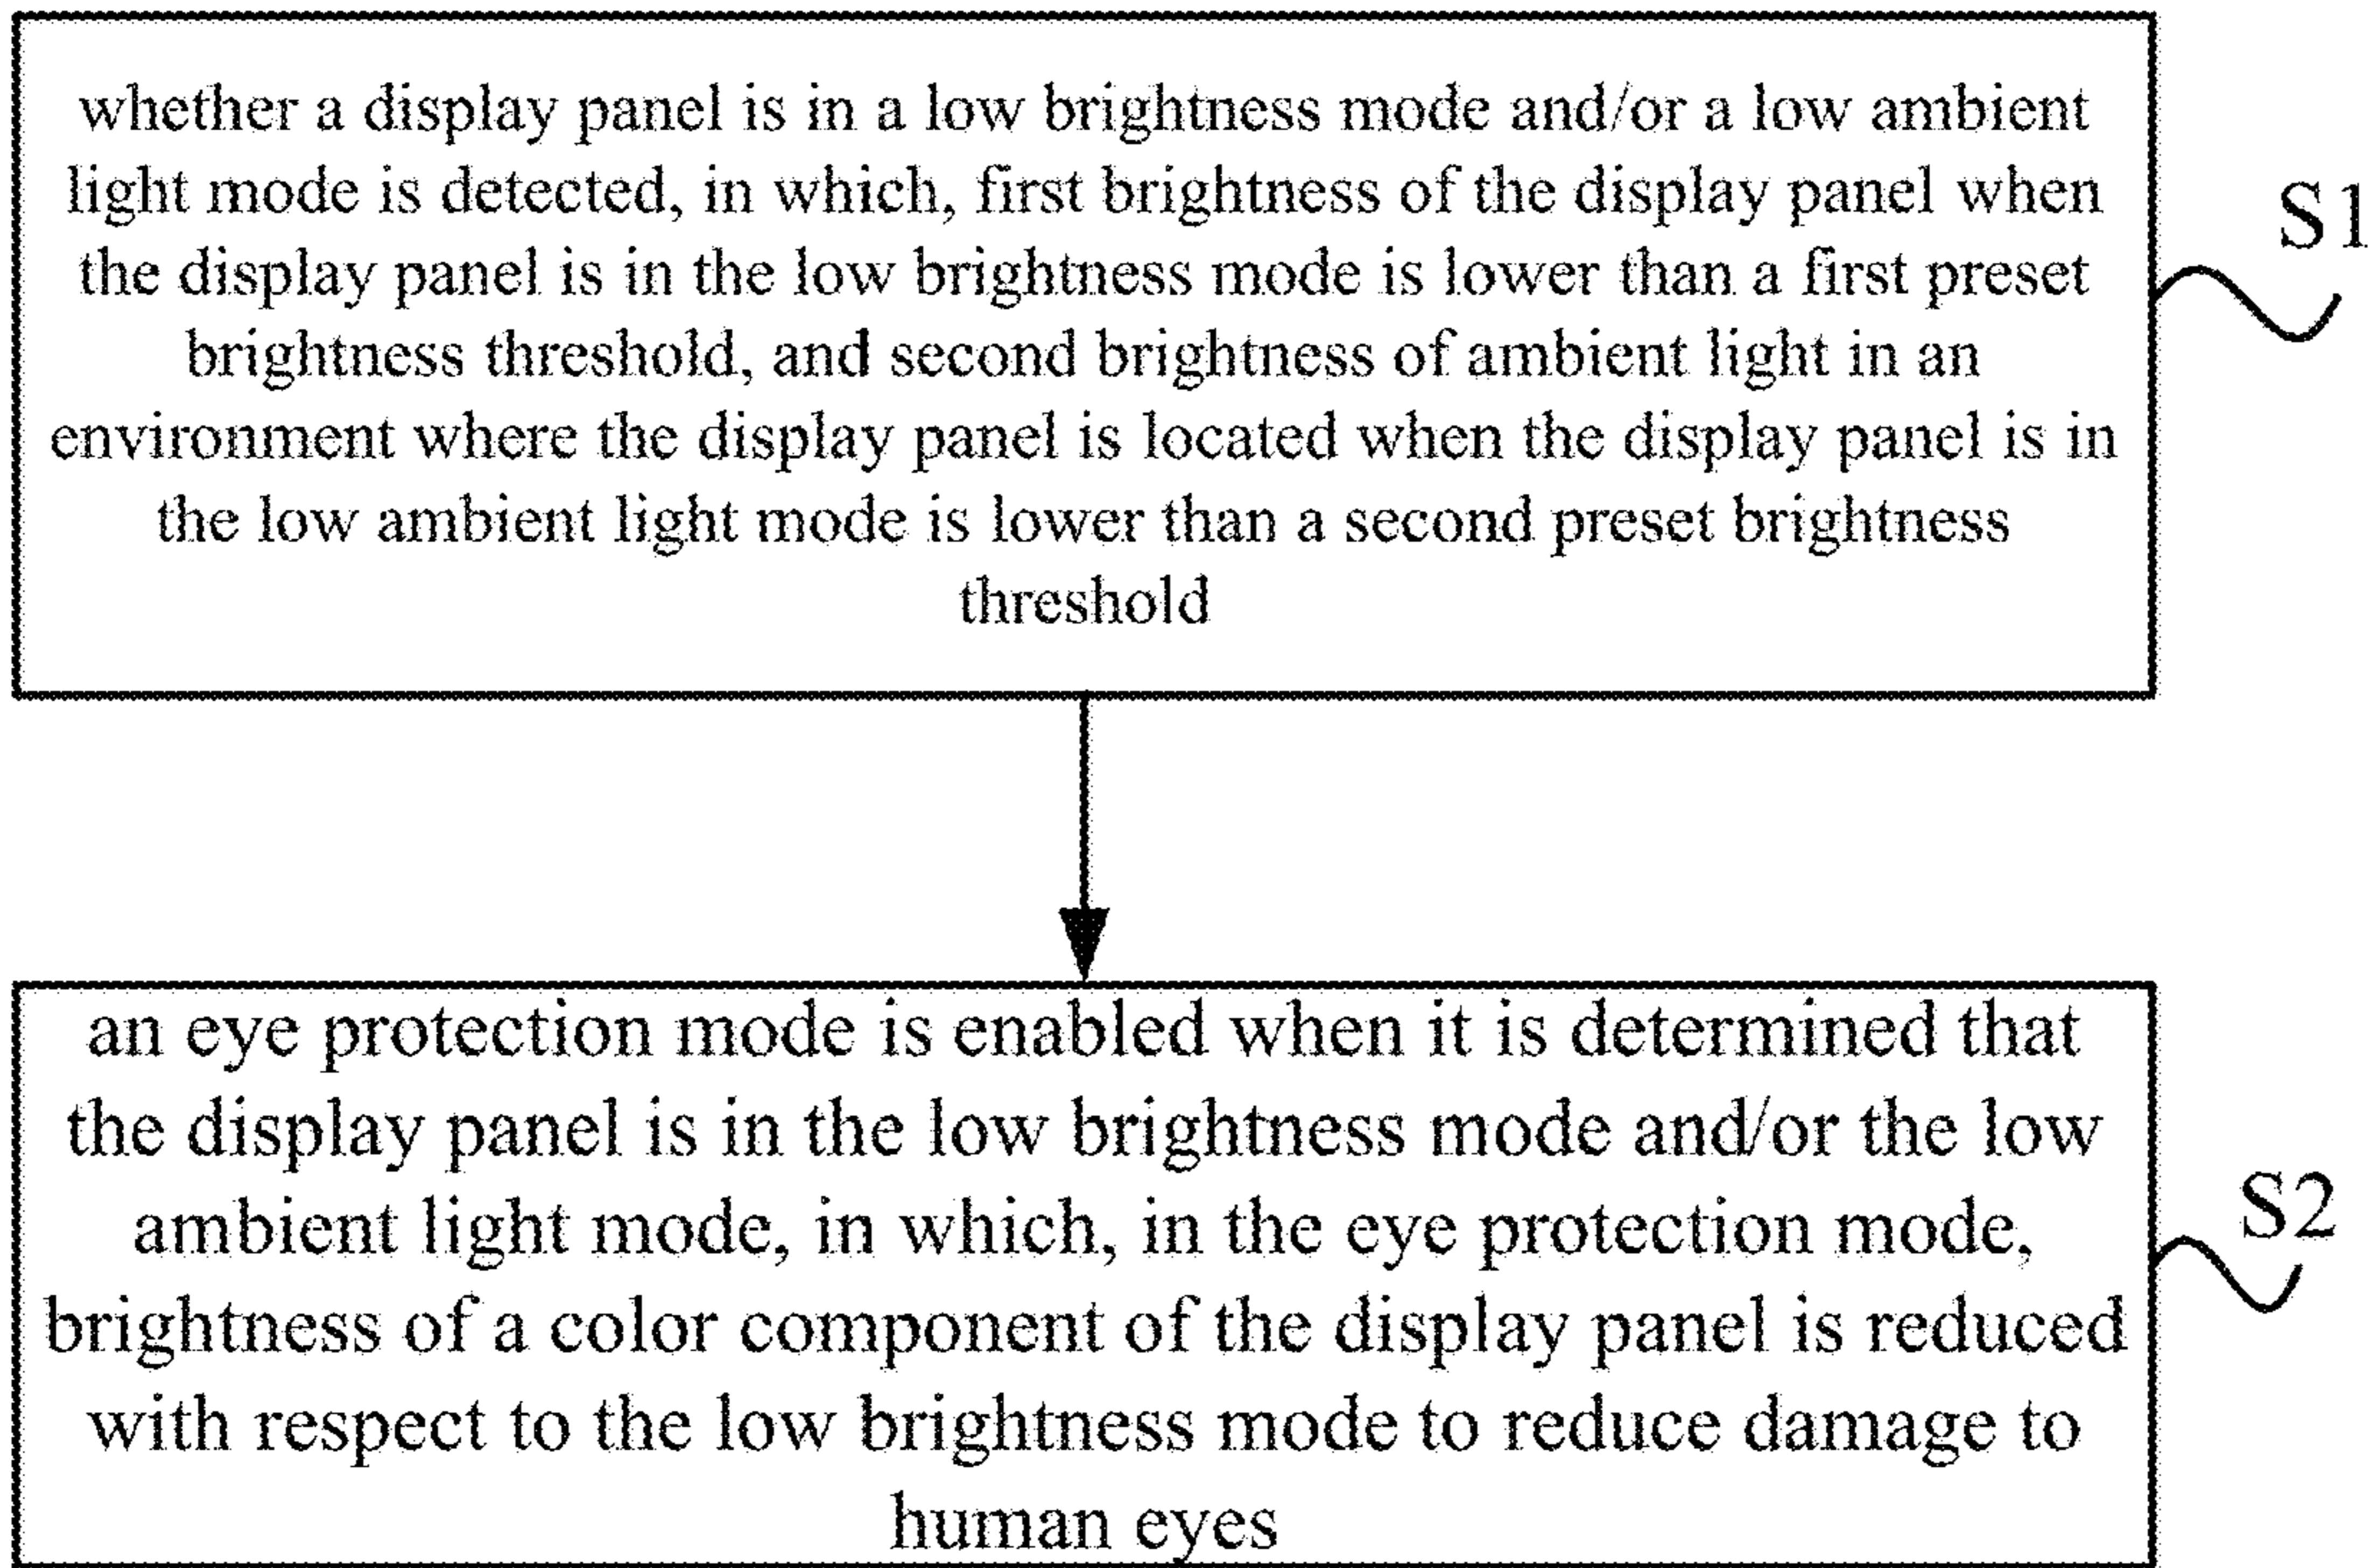 whether a display panel is in a low brightness mode and/or a low ambient
light mode is detected, in which, first brightness of the display panel when
the display panel is in the low brightness mode is lower than a first preset
brightness threshold, and second brightness of ambient light in an
environment where the display panel is located when the display panel is in
the low ambient light mode is lower than a second preset brightness
threshold
S1
an eye protection mode is enabled when it is determined that
the display panel is in the low brightness mode and/or the low
ambient light mode, in which, in the eye protection mode,
brightness of a color component of the display panel is reduced
with respect to the low brightness mode to reduce damage to
human eyes
S2